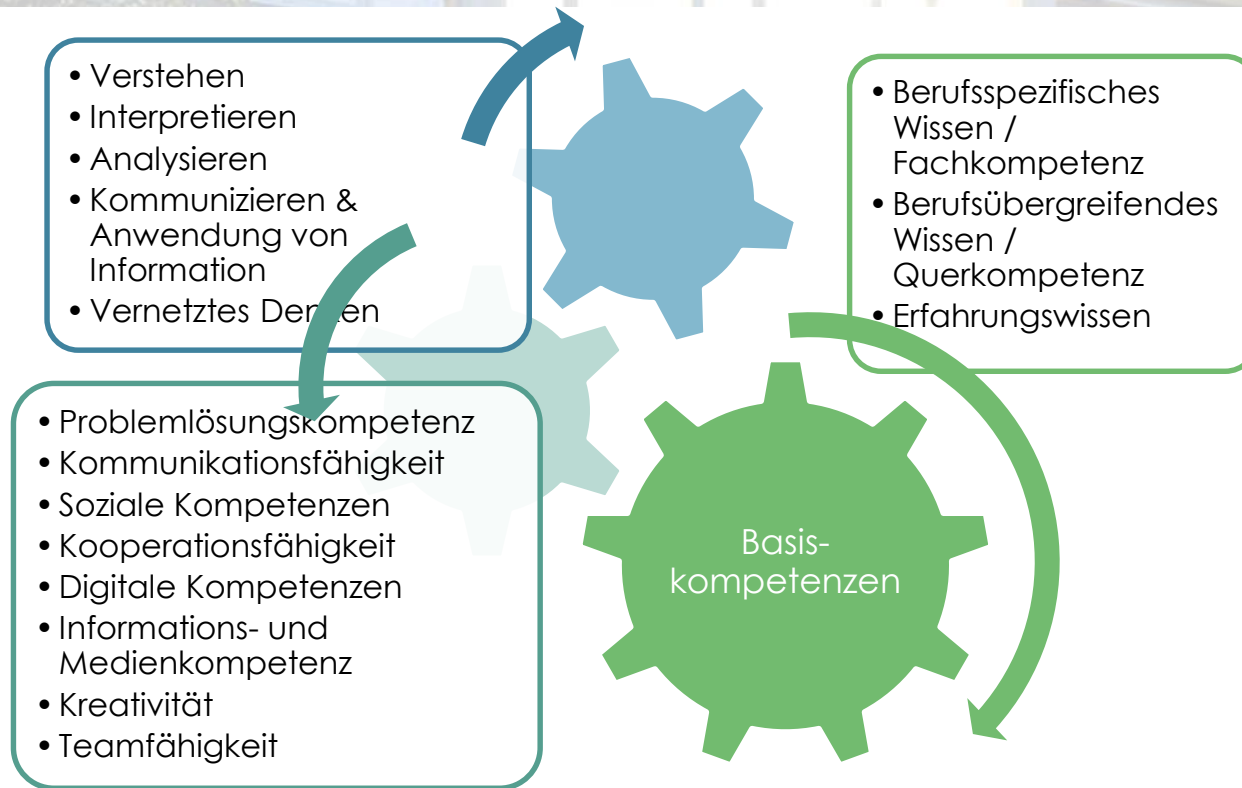 • Verstehen
• Interpretieren
• Analysieren
• Kommunizieren &
Anwendung von
Information
• Vernetztes Denken
• Berufsspezifisches
Wissen /
Fachkompetenz
• Berufsübergreifendes
Wissen /
Querkompetenz
• Erfahrungswissen
• Problemlösungskompetenz
• Kommunikationsfähigkeit
• Soziale Kompetenzen
• Kooperationsfähigkeit
• Digitale Kompetenzen
• Informations- und
Medienkompetenz
• Kreativität
• Teamfähigkeit
Basis-
kompetenzen